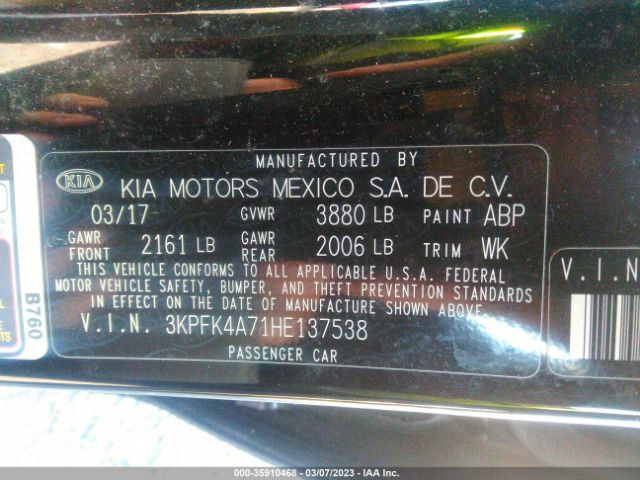 MANUFACTURED BY
KIA KIA MOTORS MEXICO S.A. DE C.V.
03/17 GVWR 3880 LB PAINT ABP
GAWR FRONT 2161 LB GAWR REAR 2006 LB TRIM WK
THIS VEHICLE CONFORMS TO ALL APPLICABLE U.S.A. FEDERAL
MOTOR VEHICLE SAFETY, BUMPER, AND THEFT PREVENTION STANDARDS
IN EFFECT ON THE DATE OF MANUFACTURE SHOWN ABOVE.
V.I.N. 3KPFK4A71HE137538
PASSENGER CAR
B760
V.I.N
000-35910468 - 03/07/2023 - IAA Inc.